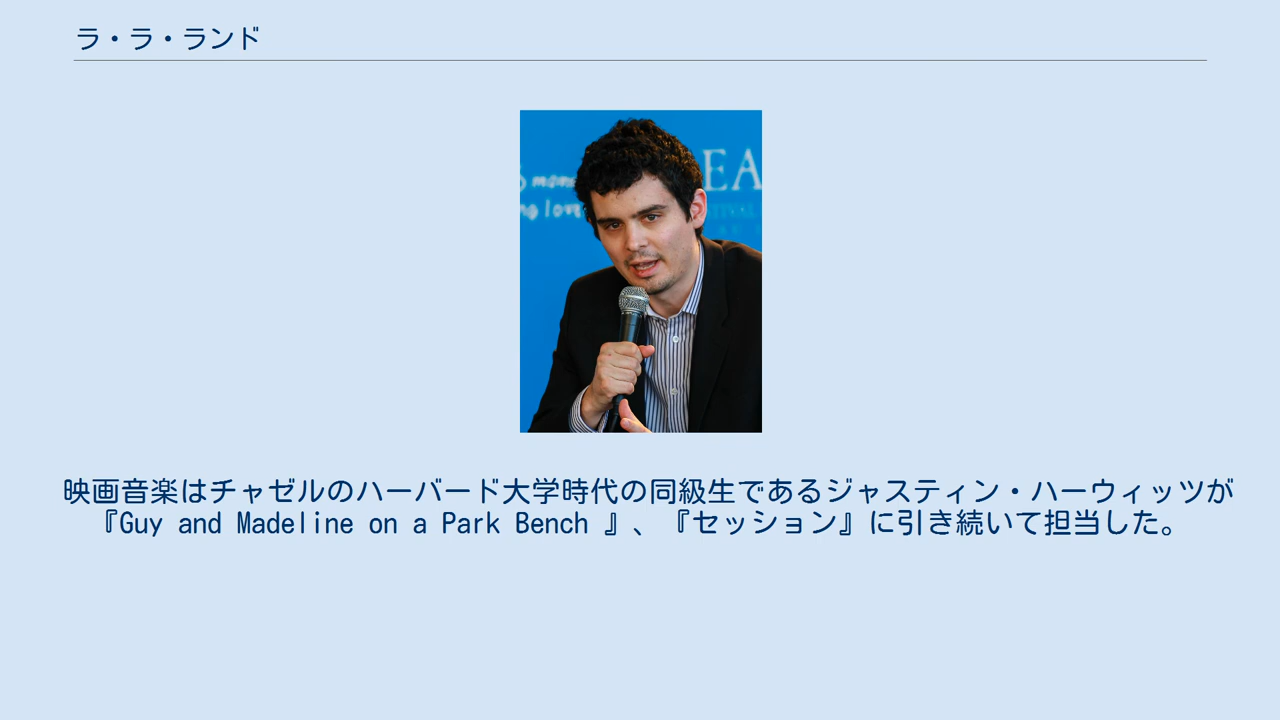 ラ・ラ・ランド
EA
ng love
映画音楽はチャゼルのハーバード大学時代の同級生であるジャスティン・ハーウィッツが
『Guy and Madeline on a Park Bench 』、『セッション』に引き続いて担当した。